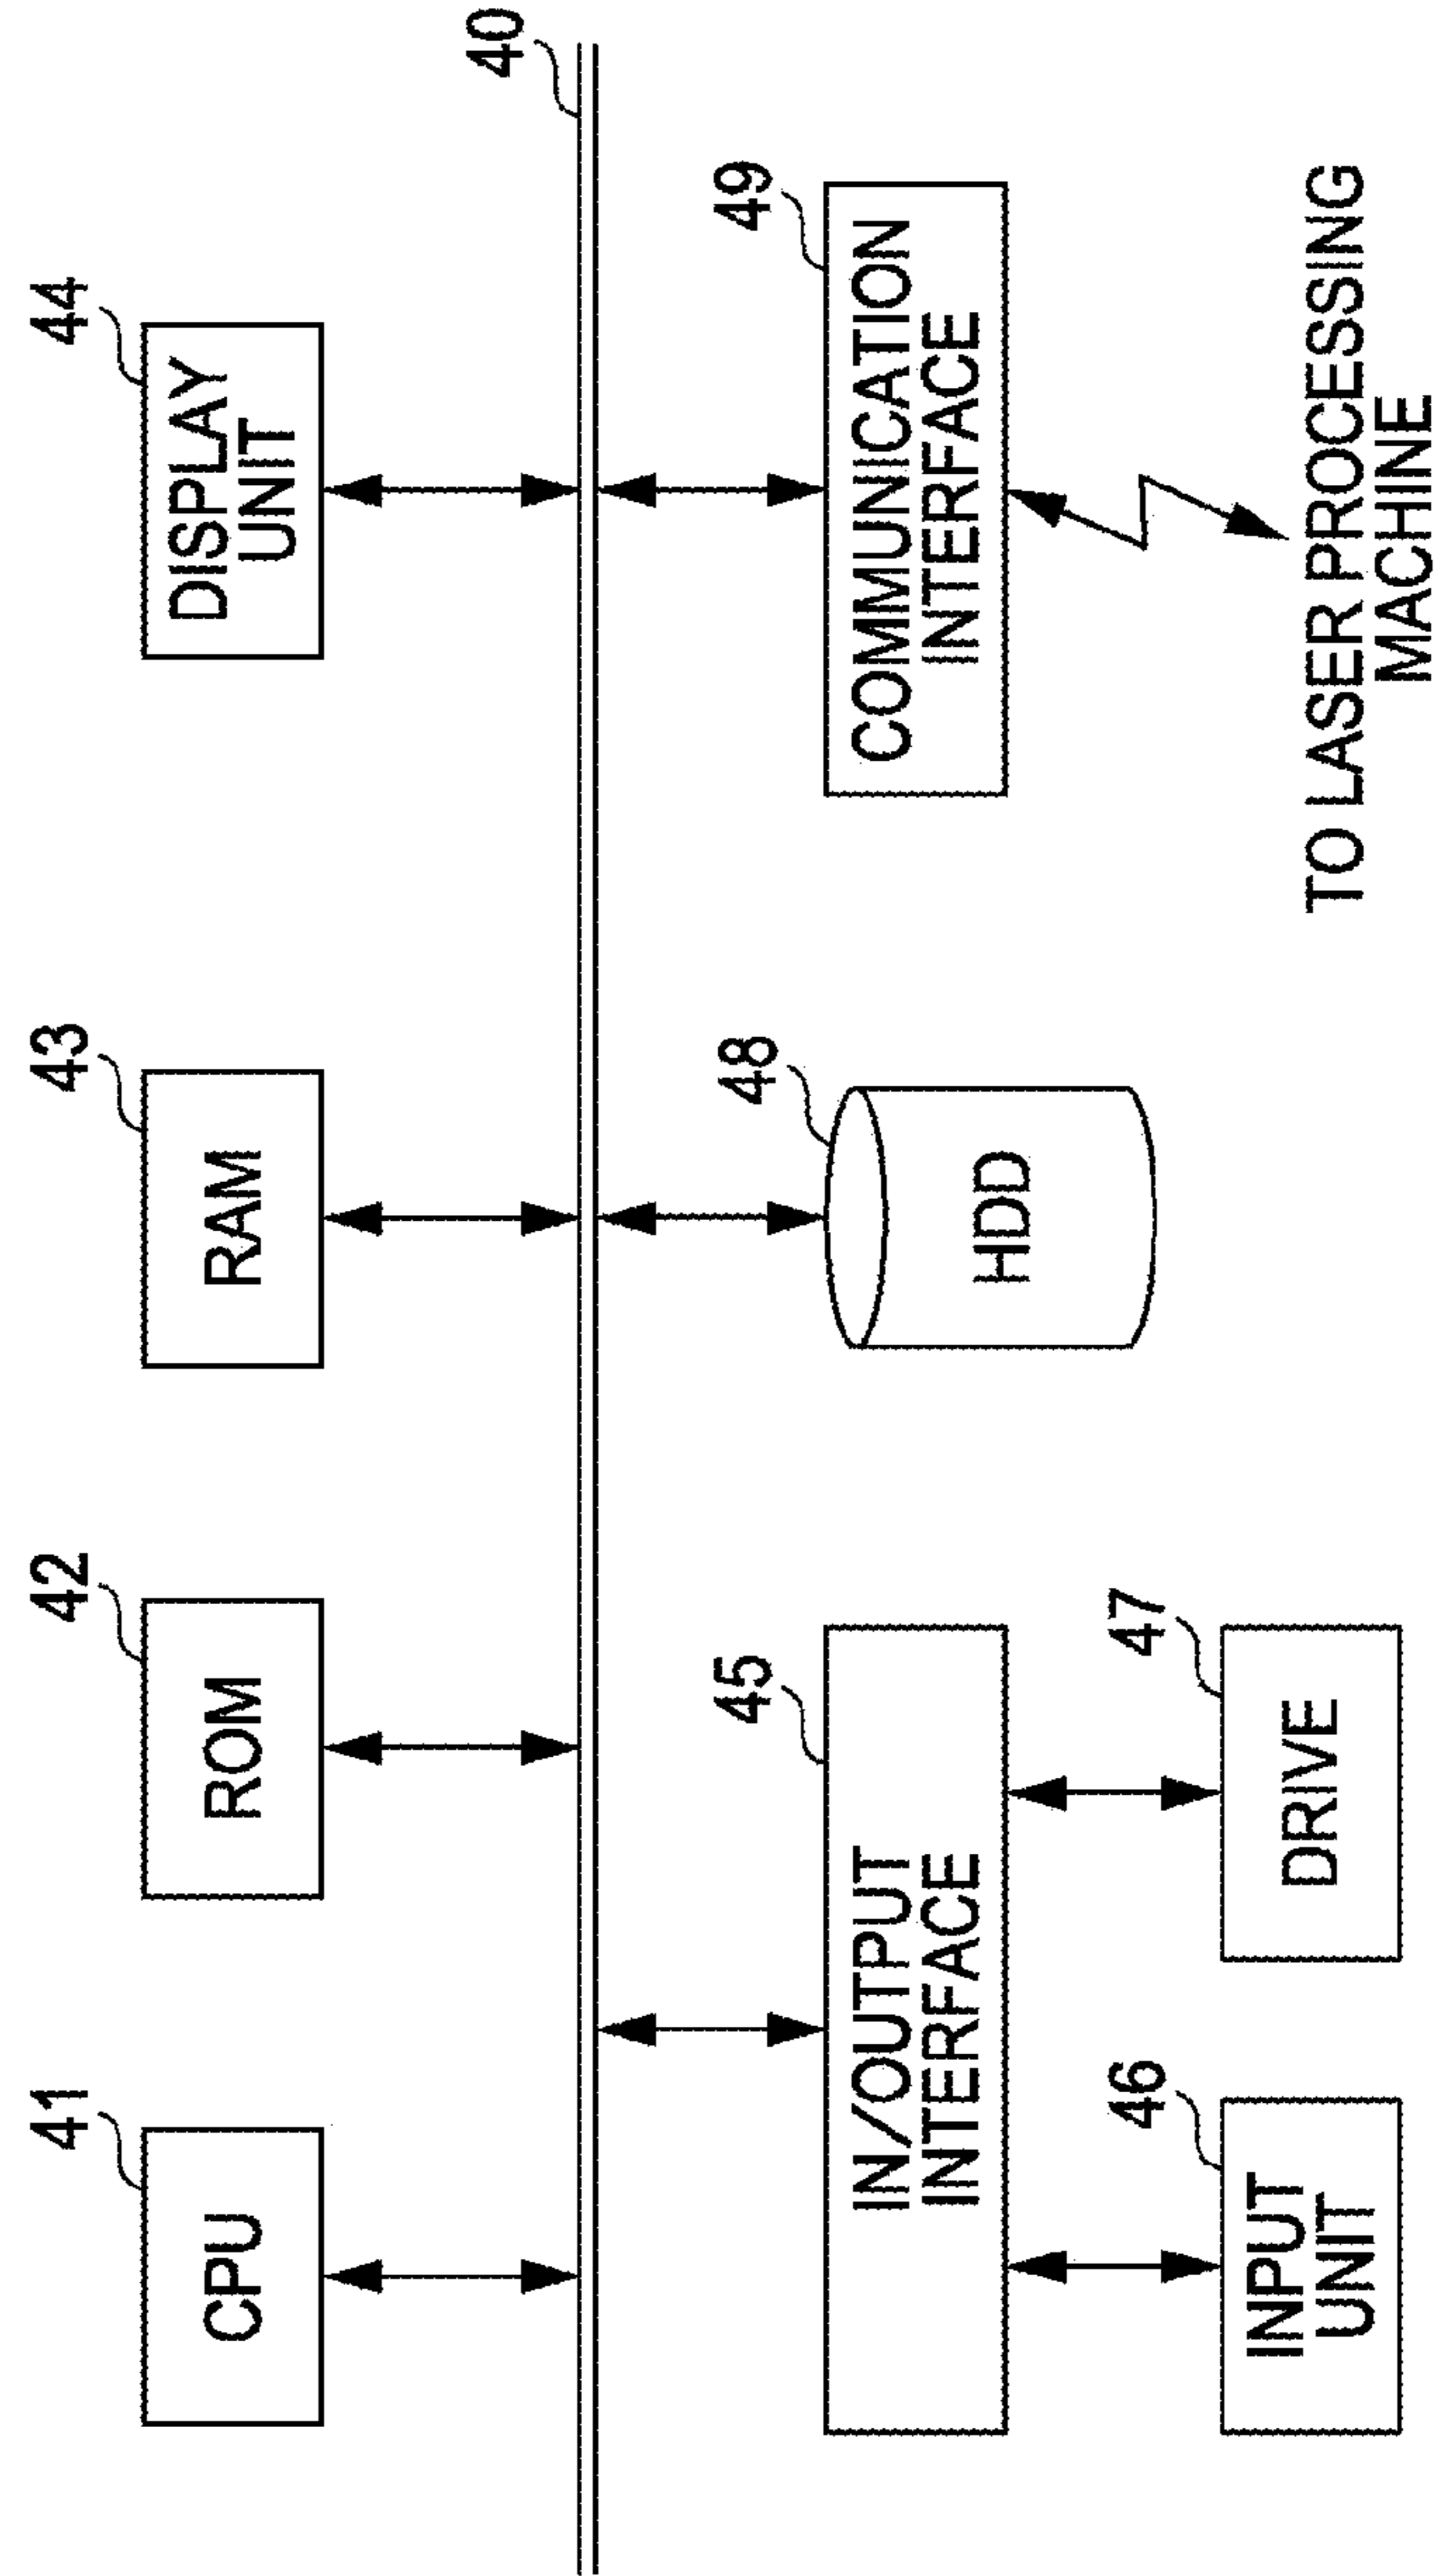 41
CPU
42
ROM
43
RAM
44
DISPLAY
UNIT
40
45
IN/OUTPUT
INTERFACE
48
HDD
49
COMMUNICATION
INTERFACE
46
INPUT
UNIT
47
DRIVE
TO LASER PROCESSING
MACHINE